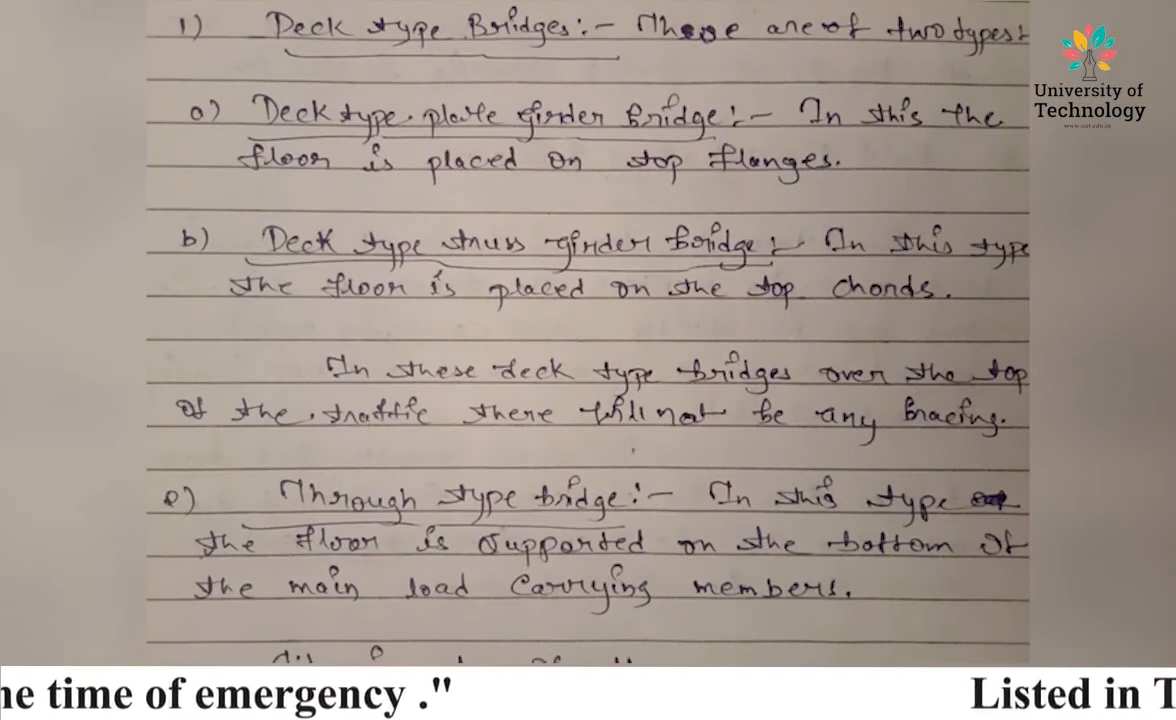 1) Deck type Bridges:- These are of two types:
a) Deck type plate girder bridge:- In this the
floor is placed on top flanges.
b) Deck type truss girder bridge:- In this type
the floor is placed on the top chords.
In these deck type bridges over the top
of the traffic there will not be any bracing.
2) Through type bridge:- In this type
the floor is supported on the bottom of
the main load carrying members.
University of
Technology
www.uot.edu.in
he time of emergency ."
Listed in T